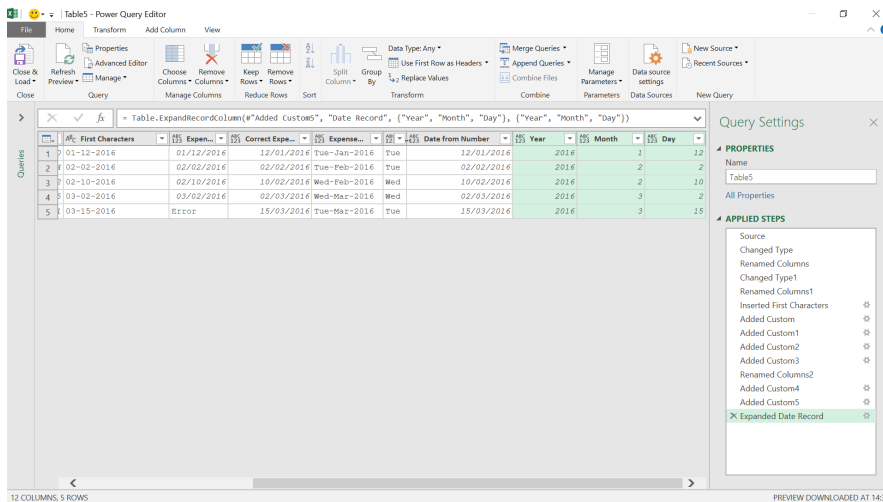 Table5 - Power Query Editor
File Home Transform Add Column View
Close & Load
Refresh Preview
Properties
Advanced Editor
Manage
Choose Columns
Remove Columns
Keep Rows
Remove Rows
Split Column
Group By
Data Type: Any
Use First Row as Headers
Replace Values
Merge Queries
Append Queries
Combine Files
Manage Parameters
Data source settings
New Source
Recent Sources
Close Query Manage Columns Reduce Rows Sort Transform Combine Parameters Data Sources New Query
fx = Table.ExpandRecordColumn(#"Added Custom5", "Date Record", {"Year", "Month", "Day"}, {"Year", "Month", "Day"})
Queries
First Characters Expen... Correct Expe... Expense... Date from Number Year Month Day
1 01-12-2016 01/12/2016 12/01/2016 Tue-Jan-2016 Tue 12/01/2016 2016 1 12
2 02-02-2016 02/02/2016 02/02/2016 Tue-Feb-2016 Tue 02/02/2016 2016 2 2
3 02-10-2016 02/10/2016 10/02/2016 Wed-Feb-2016 Wed 10/02/2016 2016 2 10
4 03-02-2016 03/02/2016 02/03/2016 Wed-Mar-2016 Wed 02/03/2016 2016 3 2
5 03-15-2016 Error 15/03/2016 Tue-Mar-2016 Tue 15/03/2016 2016 3 15
Query Settings
PROPERTIES
Name
Table5
All Properties
APPLIED STEPS
Source
Changed Type
Renamed Columns
Changed Type1
Renamed Columns1
Inserted First Characters
Added Custom
Added Custom1
Added Custom2
Added Custom3
Renamed Columns2
Added Custom4
Added Custom5
Expanded Date Record
12 COLUMNS, 5 ROWS
PREVIEW DOWNLOADED AT 14: